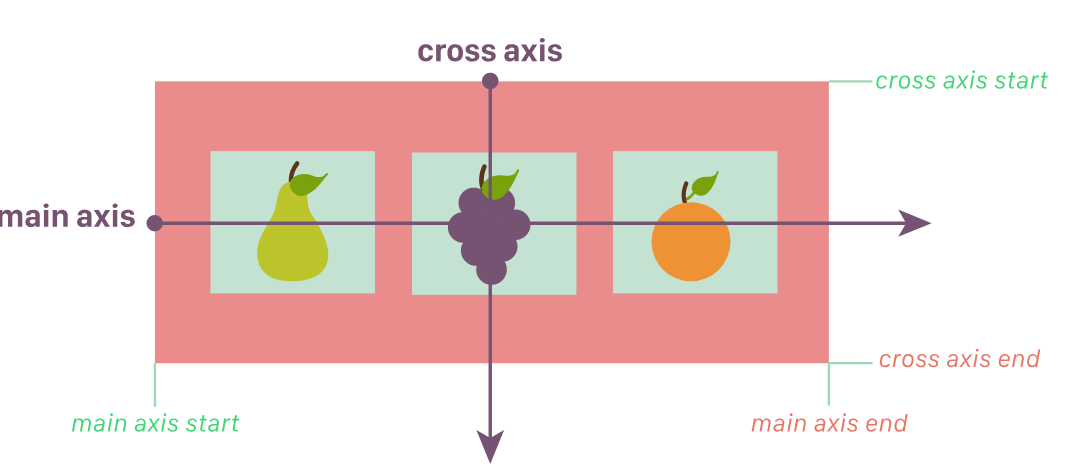 cross axis
cross axis start
main axis
cross axis end
main axis start
main axis end